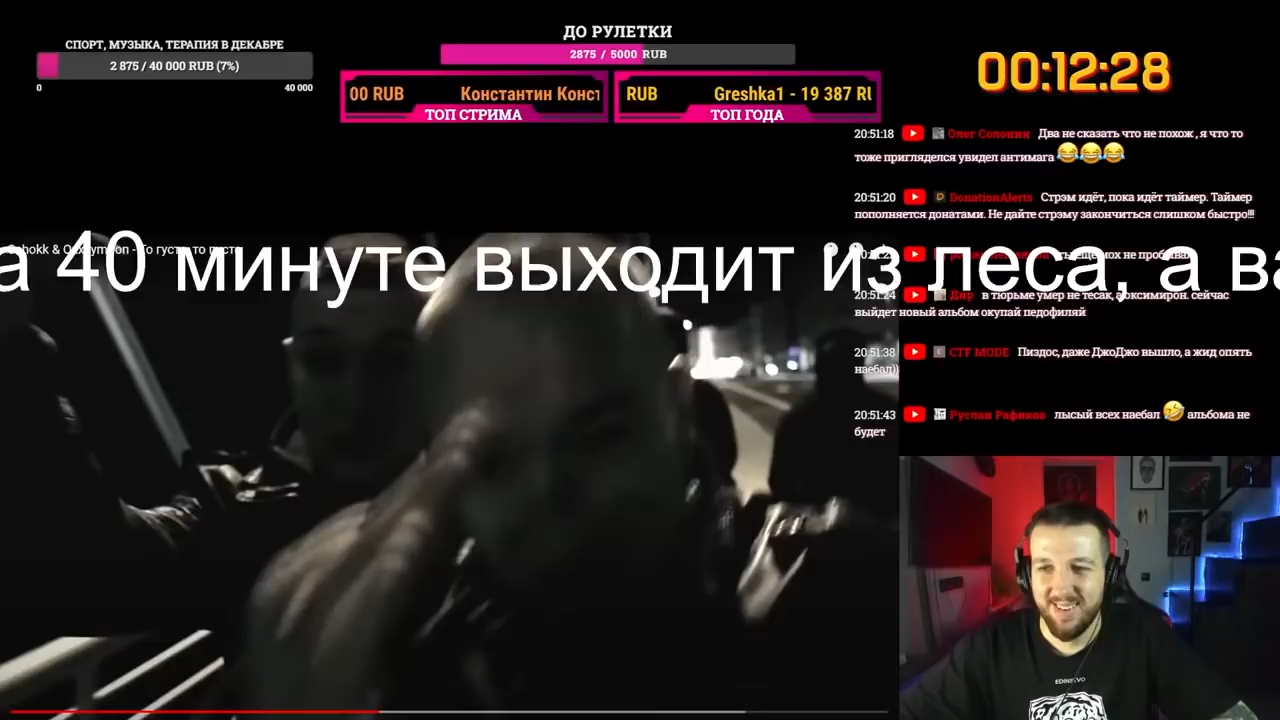 СПОРТ, МУЗЫКА, ТЕРАПИЯ В ДЕКАБРЕ
2 875 / 40 000 RUB (7%)
0
40 000
ДО РУЛЕТКИ
2875 / 5000 RUB
00 RUB Константин Конст
ТОП СТРИМА
RUB Greshka1 - 19 387 RU
ТОП ГОДА
00:12:28
20:51:18 Олег Солоник Два не сказать что не похож , я что то
тоже пригляделся увидел антимага 😂😂😂
20:51:20 DonationAlerts Стрэм идёт, пока идёт таймер. Таймер
пополняется донатами. Не дайте стрэму закончиться слишком быстро!!!
а 40 минуте выходит из леса, а ва
20:51:24 Дир в тюрьме умер не тесак, а оксимирон. сейчас
выйдет новый альбом окупай педофиляй
20:51:38 CTF MODE Пиздос, даже ДжоДжо вышло, а жид опять
наебал))
20:51:43 Руслан Рафиков лысый всех наебал 🤣 альбома не
будет
EDINSTVO